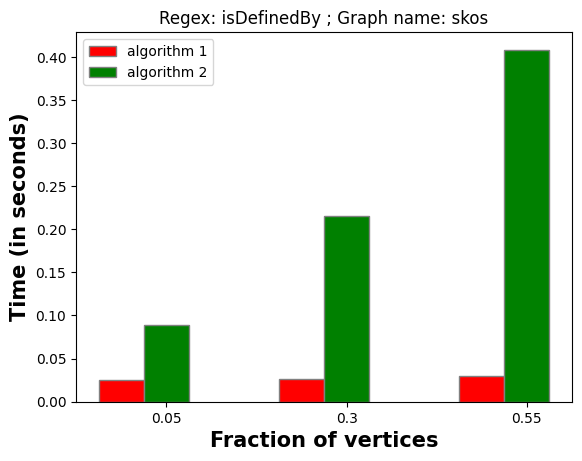 Regex: isDefinedBy ; Graph name: skos
algorithm 1
algorithm 2
Time (in seconds)
0.40
0.35
0.30
0.25
0.20
0.15
0.10
0.05
0.00
0.05 0.3 0.55
Fraction of vertices